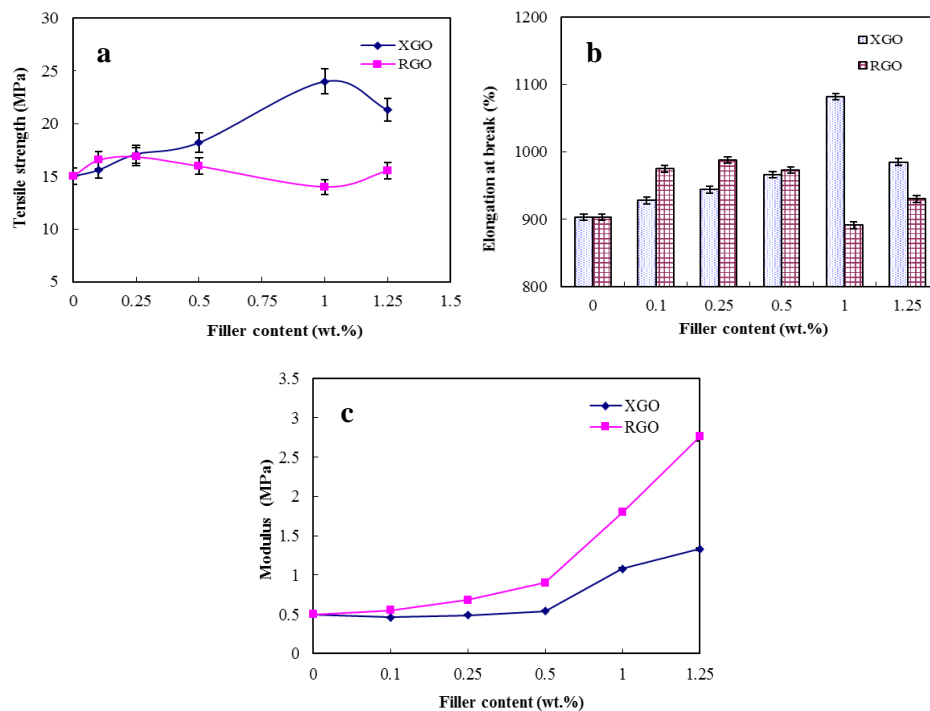 a
XGO
RGO
30
25
20
15
10
5
0 0.25 0.5 0.75 1 1.25 1.5
Tensile strength (MPa)
Filler content (wt.%)
b
XGO
RGO
1200
1100
1000
900
800
0 0.1 0.25 0.5 1 1.25
Elongation at break (%)
Filler content (wt.%)
c
XGO
RGO
3.5
3
2.5
2
1.5
1
0.5
0
0 0.1 0.25 0.5 1 1.25
Modulus (MPa)
Filler content (wt.%)